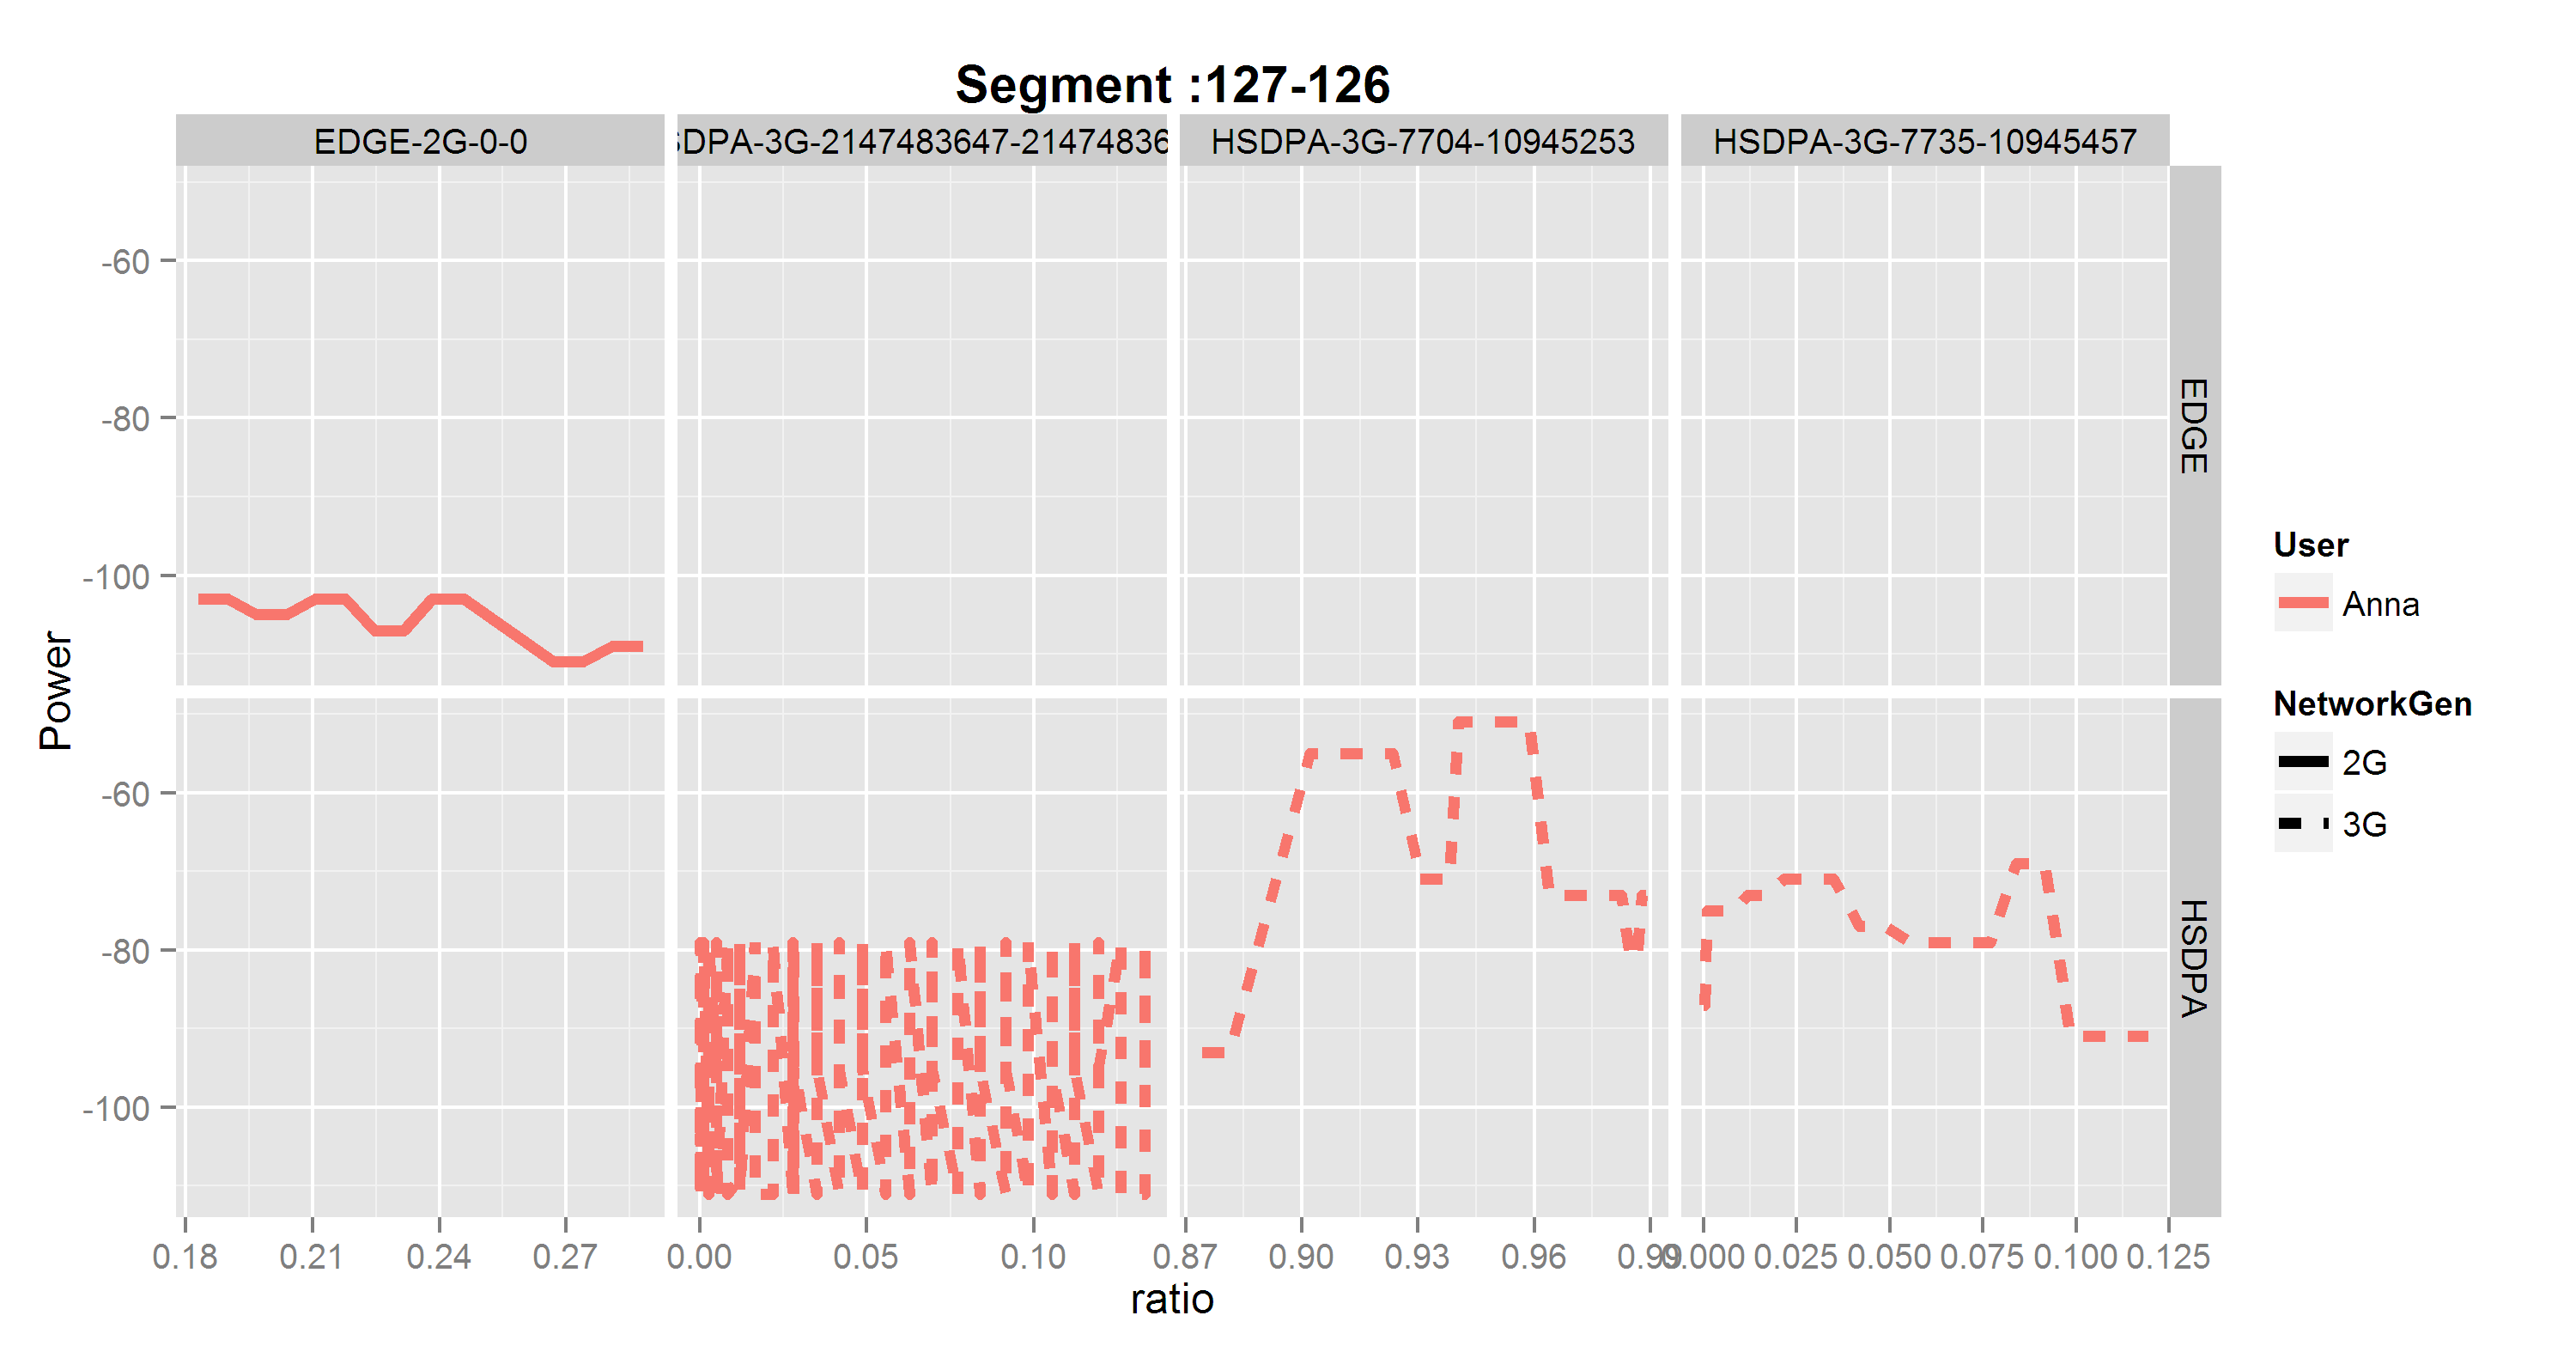 Segment :127-126
EDGE-2G-0-0
SDPA-3G-2147483647-21474836
HSDPA-3G-7704-10945253
HSDPA-3G-7735-10945457
-60
-80
-100
EDGE
-60
-80
-100
HSDPA
Power
0.18 0.21 0.24 0.27
0.00 0.05 0.10
0.87 0.90 0.93 0.96 0.99
0.000 0.025 0.050 0.075 0.100 0.125
ratio
User
Anna
NetworkGen
2G
3G